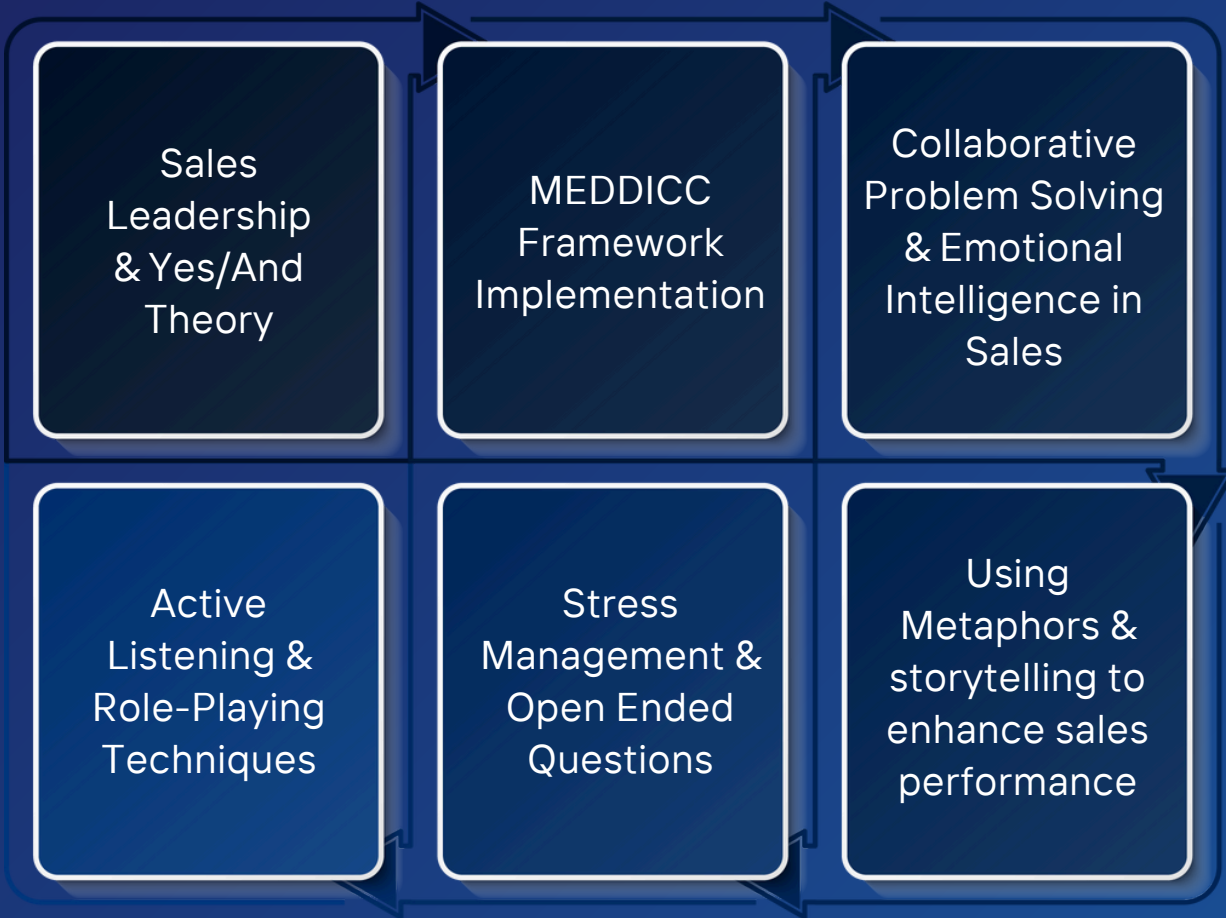 Sales
Leadership
& Yes/And
Theory
MEDDICC
Framework
Implementation
Collaborative
Problem Solving
& Emotional
Intelligence in
Sales
Active
Listening &
Role-Playing
Techniques
Stress
Management &
Open Ended
Questions
Using
Metaphors &
storytelling to
enhance sales
performance